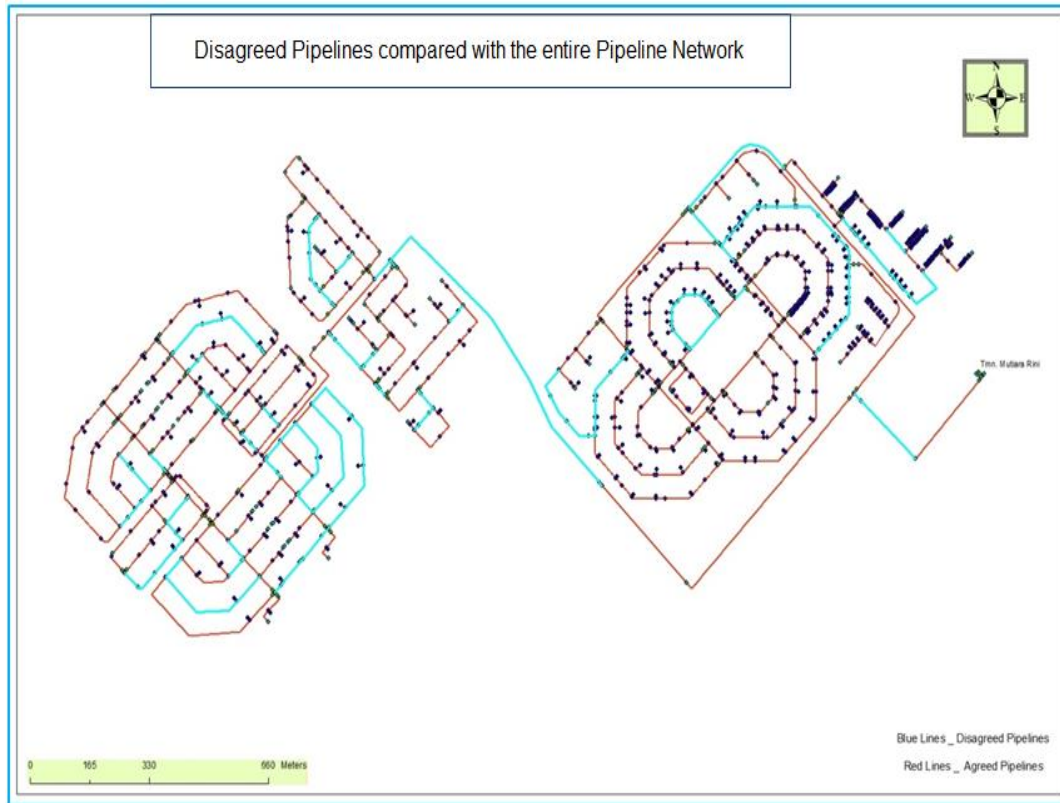 Disagreed Pipelines compared with the entire Pipeline Network
N
W E
S
Tmn. Mutiara Rini
Blue Lines _ Disagreed Pipelines
Red Lines _ Agreed Pipelines
0 165 330 660 Meters